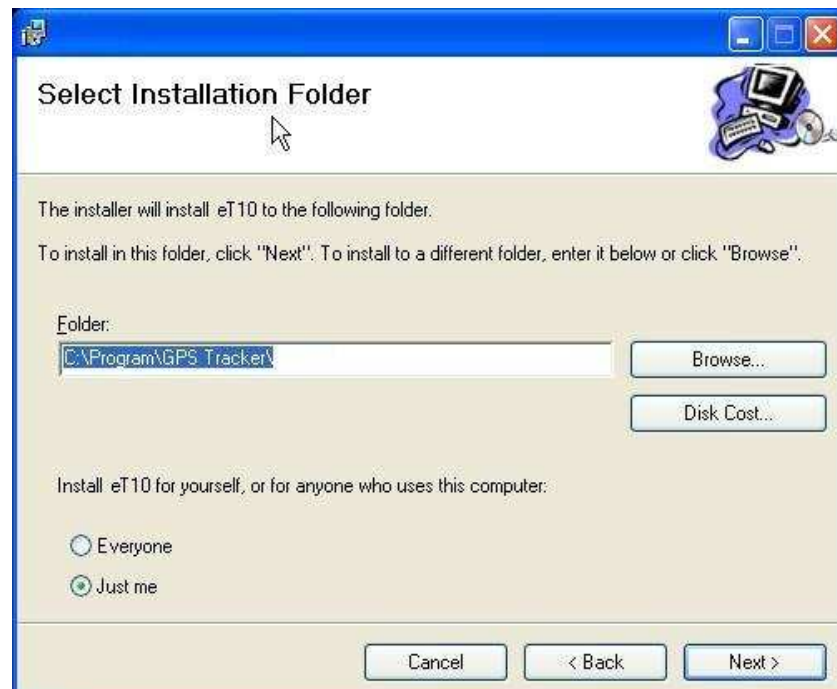 Select Installation Folder
The installer will install eT10 to the following folder.
To install in this folder, click "Next". To install to a different folder, enter it below or click "Browse".
Folder:
C:\Program\GPS Tracker\
Browse...
Disk Cost...
Install eT10 for yourself, or for anyone who uses this computer:
Everyone
Just me
Cancel
< Back
Next >